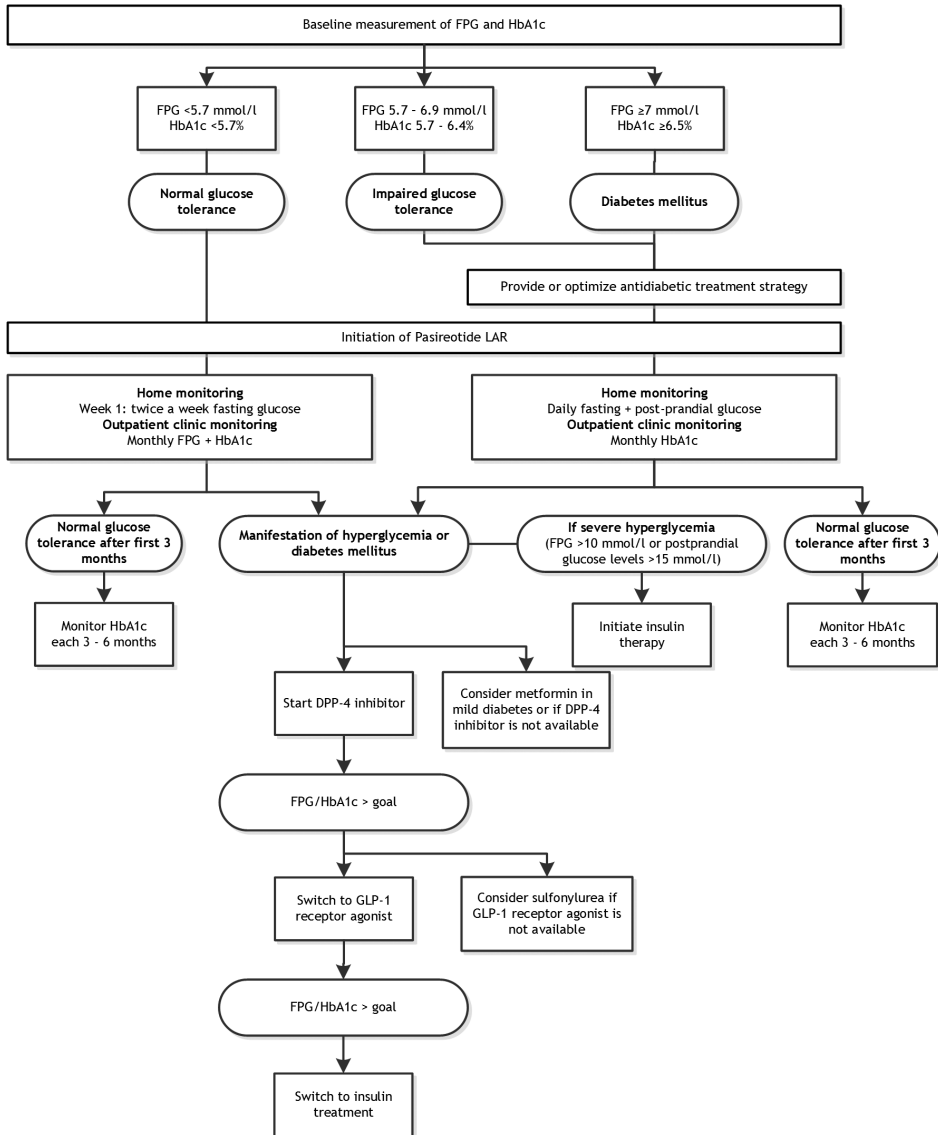 Baseline measurement of FPG and HbA1c
FPG <5.7 mmol/l
HbA1c <5.7%
FPG 5.7 - 6.9 mmol/l
HbA1c 5.7 - 6.4%
FPG ≥7 mmol/l
HbA1c ≥6.5%
Normal glucose
tolerance
Impaired glucose
tolerance
Diabetes mellitus
Provide or optimize antidiabetic treatment strategy
Initiation of Pasireotide LAR
Home monitoring
Week 1: twice a week fasting glucose
Outpatient clinic monitoring
Monthly FPG + HbA1c
Home monitoring
Daily fasting + post-prandial glucose
Outpatient clinic monitoring
Monthly HbA1c
Normal glucose
tolerance after first 3
months
Manifestation of hyperglycemia or
diabetes mellitus
If severe hyperglycemia
(FPG >10 mmol/l or postprandial
glucose levels >15 mmol/l)
Normal glucose
tolerance after first 3
months
Monitor HbA1c
each 3 - 6 months
Initiate insulin
therapy
Monitor HbA1c
each 3 - 6 months
Start DPP-4 inhibitor
Consider metformin in
mild diabetes or if DPP-4
inhibitor is not available
FPG/HbA1c > goal
Switch to GLP-1
receptor agonist
Consider sulfonylurea if
GLP-1 receptor agonist is
not available
FPG/HbA1c > goal
Switch to insulin
treatment